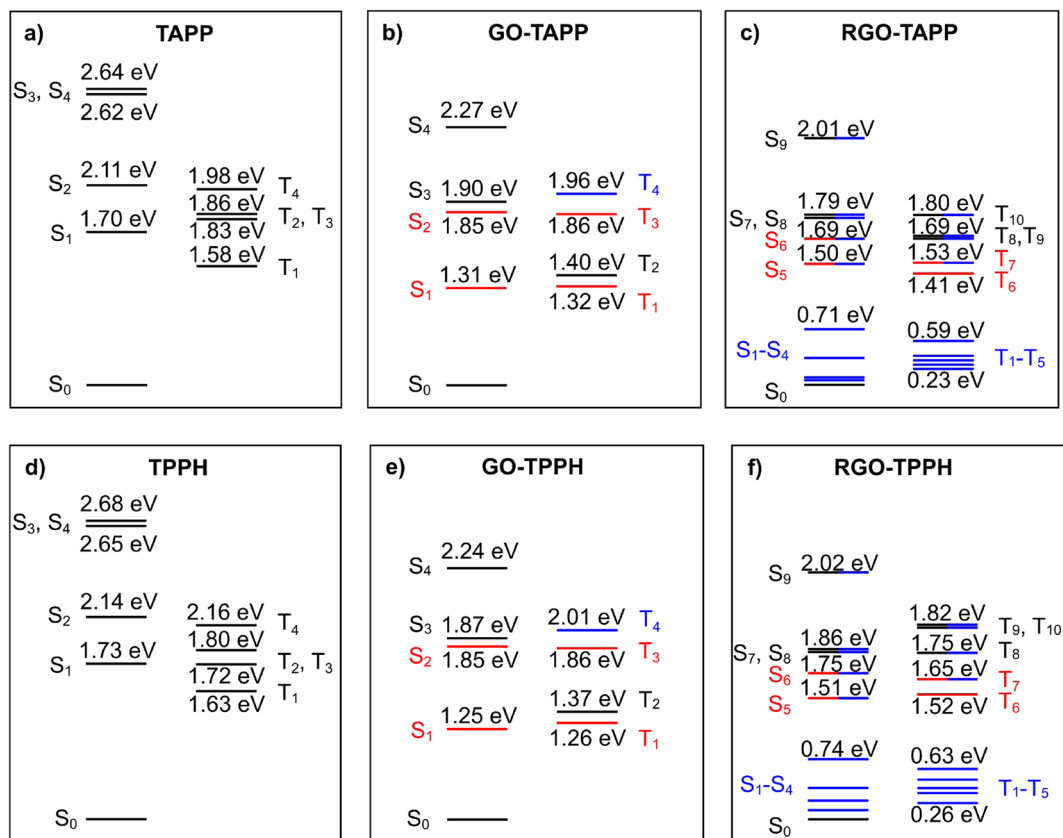 a) TAPP
S3, S4
2.64 eV
2.62 eV
S2
2.11 eV
S1
1.70 eV
1.98 eV
T4
1.86 eV
T2, T3
1.83 eV
1.58 eV
T1
S0
b) GO-TAPP
S4
2.27 eV
S3
1.90 eV
S2
1.85 eV
S1
1.31 eV
1.96 eV
T4
T3
1.86 eV
1.40 eV
T2
T1
1.32 eV
S0
c) RGO-TAPP
S9
2.01 eV
S7, S8
1.79 eV
S6
1.69 eV
S5
1.50 eV
0.71 eV
S1-S4
S0
1.80 eV
T10
1.69 eV
T8,T9
1.53 eV
T7
1.41 eV
T6
0.59 eV
T1-T5
0.23 eV
d) TPPH
S3, S4
2.68 eV
2.65 eV
S2
2.14 eV
S1
1.73 eV
2.16 eV
T4
1.80 eV
T2, T3
1.72 eV
1.63 eV
T1
S0
e) GO-TPPH
S4
2.24 eV
S3
1.87 eV
S2
1.85 eV
S1
1.25 eV
2.01 eV
T4
T3
1.86 eV
1.37 eV
T2
T1
1.26 eV
S0
f) RGO-TPPH
S9
2.02 eV
S7, S8
1.86 eV
S6
1.75 eV
S5
1.51 eV
0.74 eV
S1-S4
S0
1.82 eV
T9, T10
1.75 eV
T8
1.65 eV
T7
1.52 eV
T6
0.63 eV
T1-T5
0.26 eV